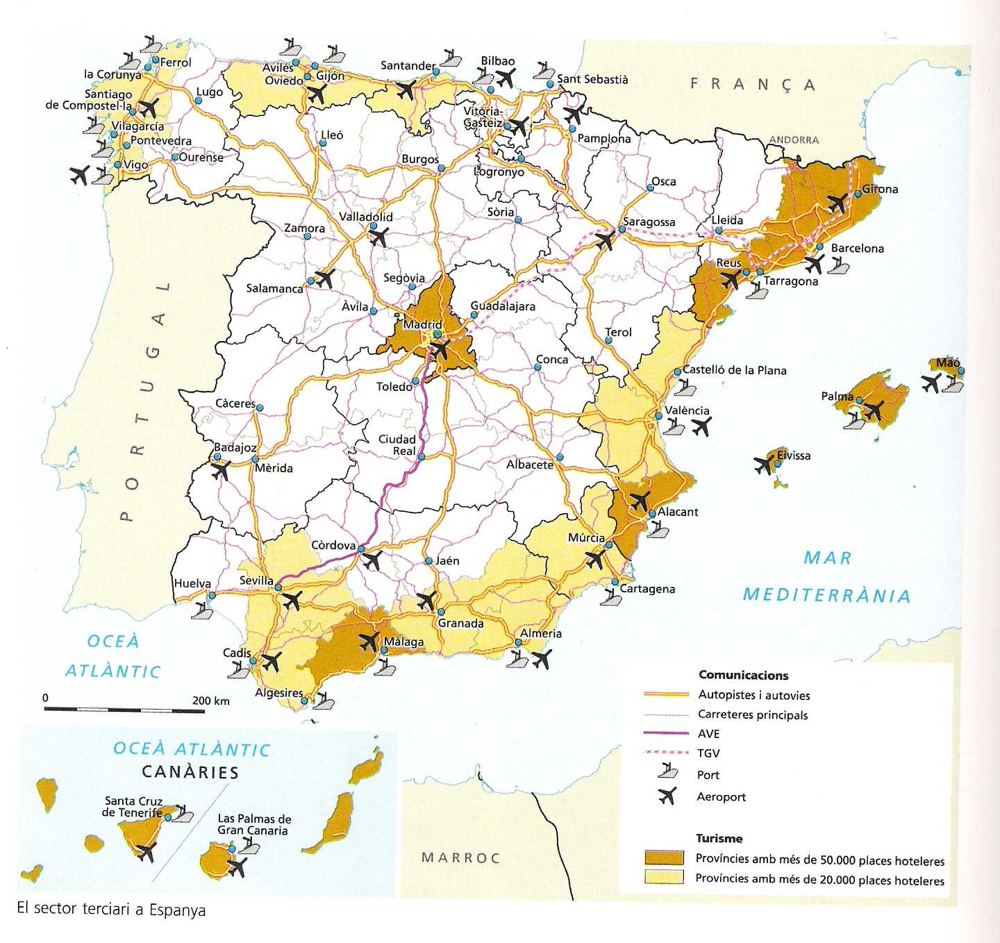 Ferrol
la Corunya
Santiago
de Compostel·la
Lugo
Vilagarcía
Pontevedra
Ourense
Vigo
Avilés
Oviedo
Gijón
Santander
Bilbao
Sant Sebastià
Vitòria-
Gasteiz
Pamplona
Logronyo
Lleó
Burgos
FRANÇA
ANDORRA
Osca
Sòria
Saragossa
Lleida
Girona
Barcelona
Reus
Tarragona
Valladolid
Zamora
Salamanca
Segòvia
Àvila
Guadalajara
Madrid
Terol
Conca
Toledo
Castelló de la Plana
València
Maó
Palma
Eivissa
PORTUGAL
Càceres
Badajoz
Mèrida
Ciudad
Real
Albacete
Alacant
Múrcia
Cartagena
Còrdova
Jaén
Huelva
Sevilla
Granada
Almeria
Màlaga
Cadis
Algesires
MAR
MEDITERRÀNIA
OCEÀ
ATLÀNTIC
0
200 km
OCEÀ ATLÀNTIC
CANÀRIES
Santa Cruz
de Tenerife
Las Palmas de
Gran Canaria
MARROC
Comunicacions
Autopistes i autovies
Carreteres principals
AVE
TGV
Port
Aeroport
Turisme
Províncies amb més de 50.000 places hoteleres
Províncies amb més de 20.000 places hoteleres
El sector terciari a Espanya